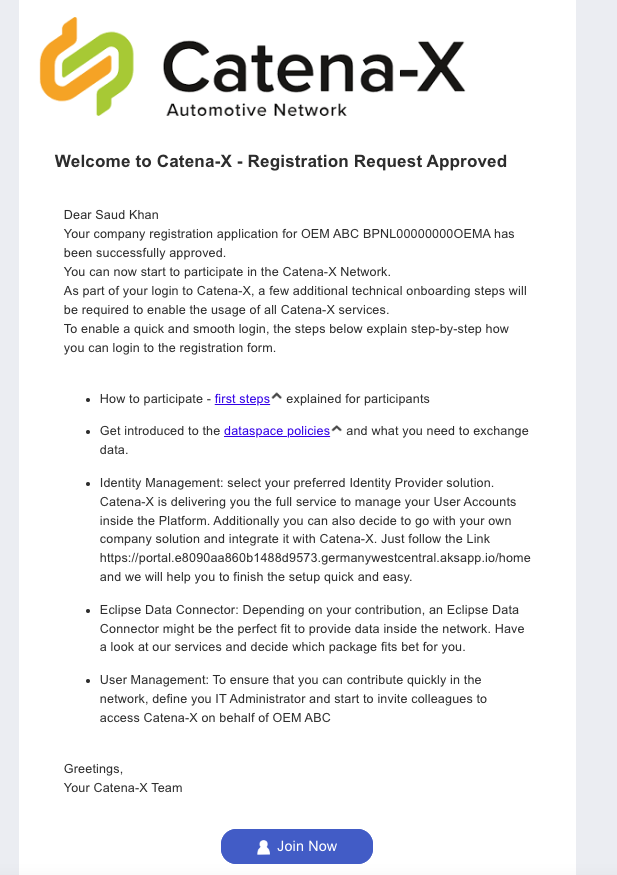 Catena-X
Automotive Network
Welcome to Catena-X - Registration Request Approved
Dear Saud Khan
Your company registration application for OEM ABC BPNL00000000OEMA has
been successfully approved.
You can now start to participate in the Catena-X Network.
As part of your login to Catena-X, a few additional technical onboarding steps will
be required to enable the usage of all Catena-X services.
To enable a quick and smooth login, the steps below explain step-by-step how
you can login to the registration form.
• How to participate - first steps^ explained for participants
• Get introduced to the dataspace policies^ and what you need to exchange
data.
• Identity Management: select your preferred Identity Provider solution.
Catena-X is delivering you the full service to manage your User Accounts
inside the Platform. Additionally you can also decide to go with your own
company solution and integrate it with Catena-X. Just follow the Link
https://portal.e8090aa860b1488d9573.germanywestcentral.aksapp.io/home
and we will help you to finish the setup quick and easy.
• Eclipse Data Connector: Depending on your contribution, an Eclipse Data
Connector might be the perfect fit to provide data inside the network. Have
a look at our services and decide which package fits bet for you.
• User Management: To ensure that you can contribute quickly in the
network, define you IT Administrator and start to invite colleagues to
access Catena-X on behalf of OEM ABC
Greetings,
Your Catena-X Team
Join Now